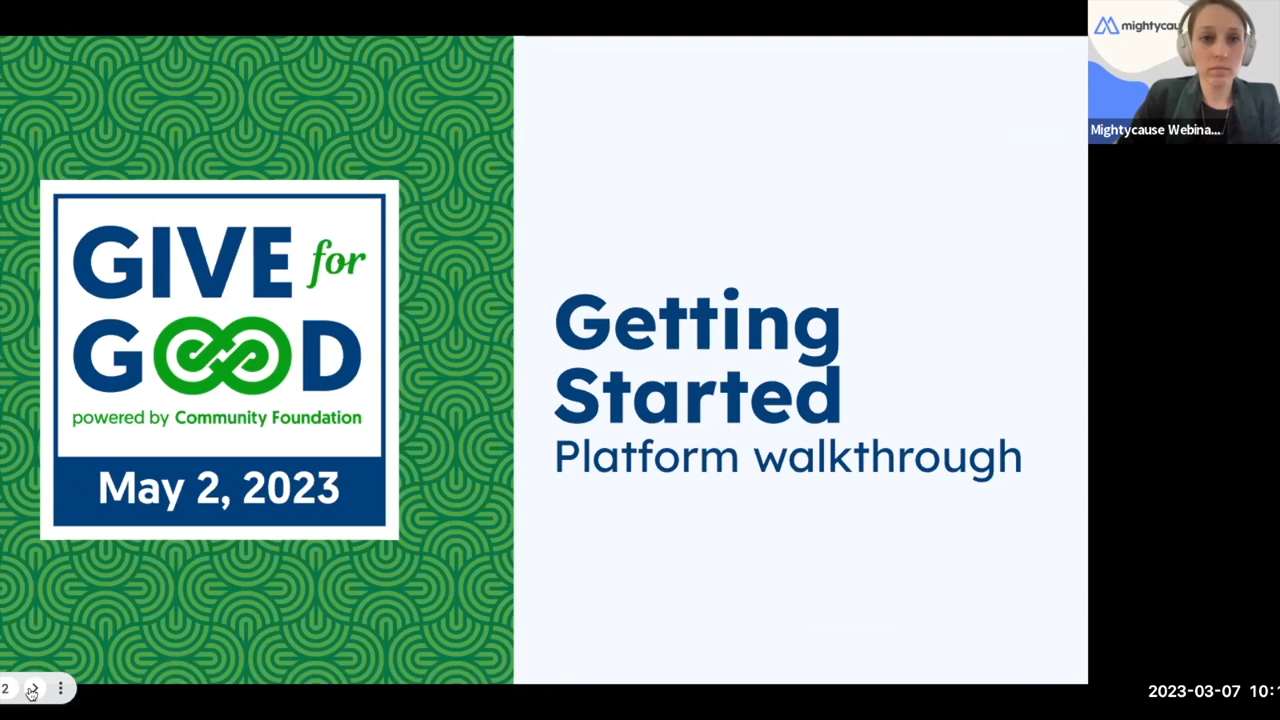 GIVE for
GOOD
powered by Community Foundation
May 2, 2023
Getting
Started
Platform walkthrough
mightycau
Mightycause Webina...
2
2023-03-07 10: